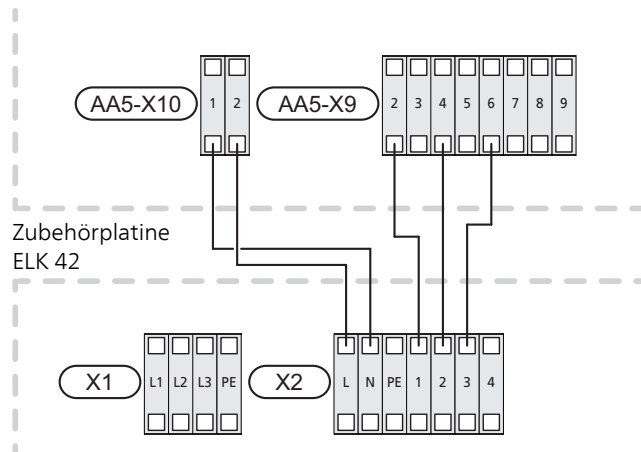 AA5-X10 1 2 AA5-X9 2 3 4 5 6 7 8 9
Zubehörplatine
ELK 42
X1 L1 L2 L3 PE X2 L N PE 1 2 3 4